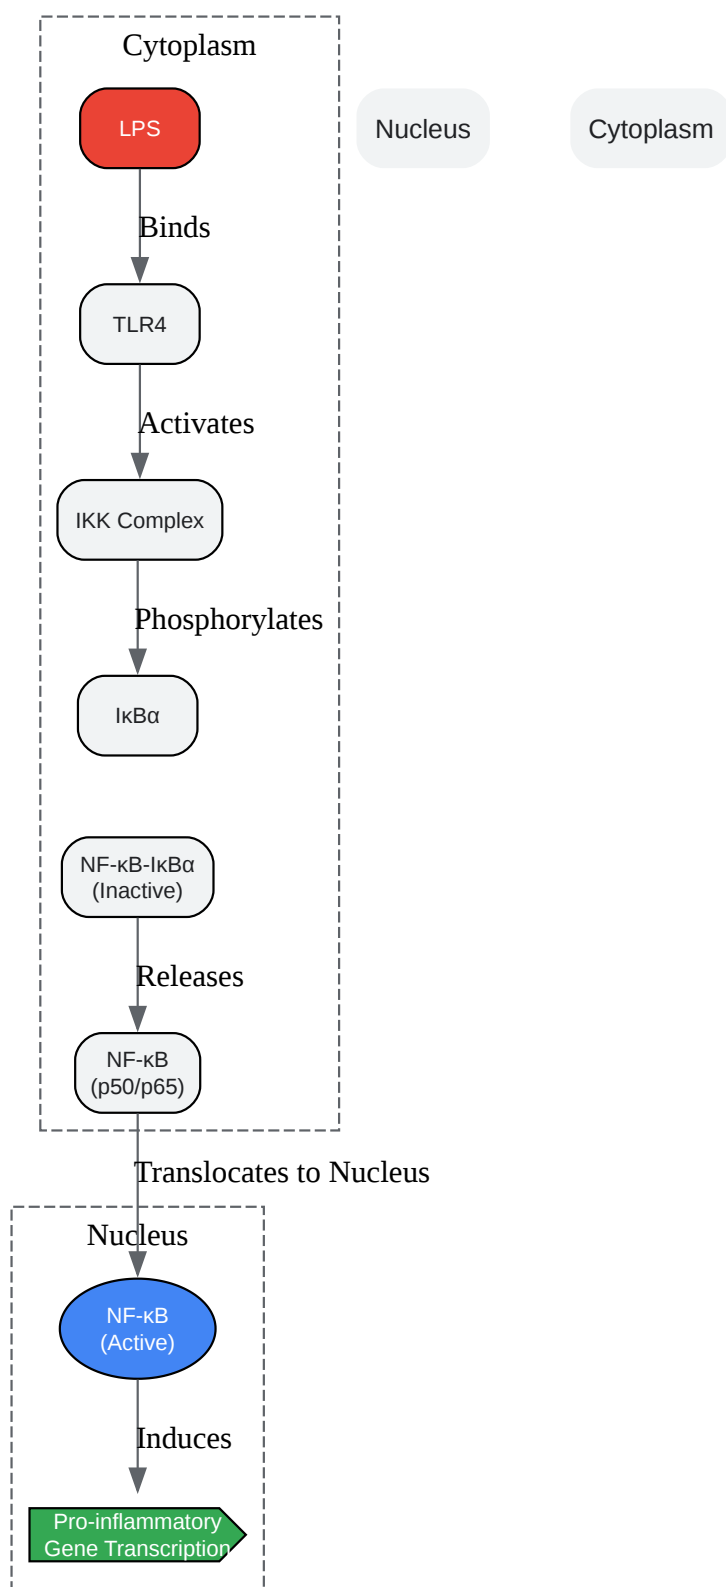 Cytoplasm
LPS
Nucleus
Cytoplasm
Binds
TLR4
Activates
IKK Complex
Phosphorylates
IκBα
NF-κB-IκBα
(Inactive)
Releases
NF-κB
(p50/p65)
Translocates to Nucleus
Nucleus
NF-κB
(Active)
Induces
Pro-inflammatory
Gene Transcription